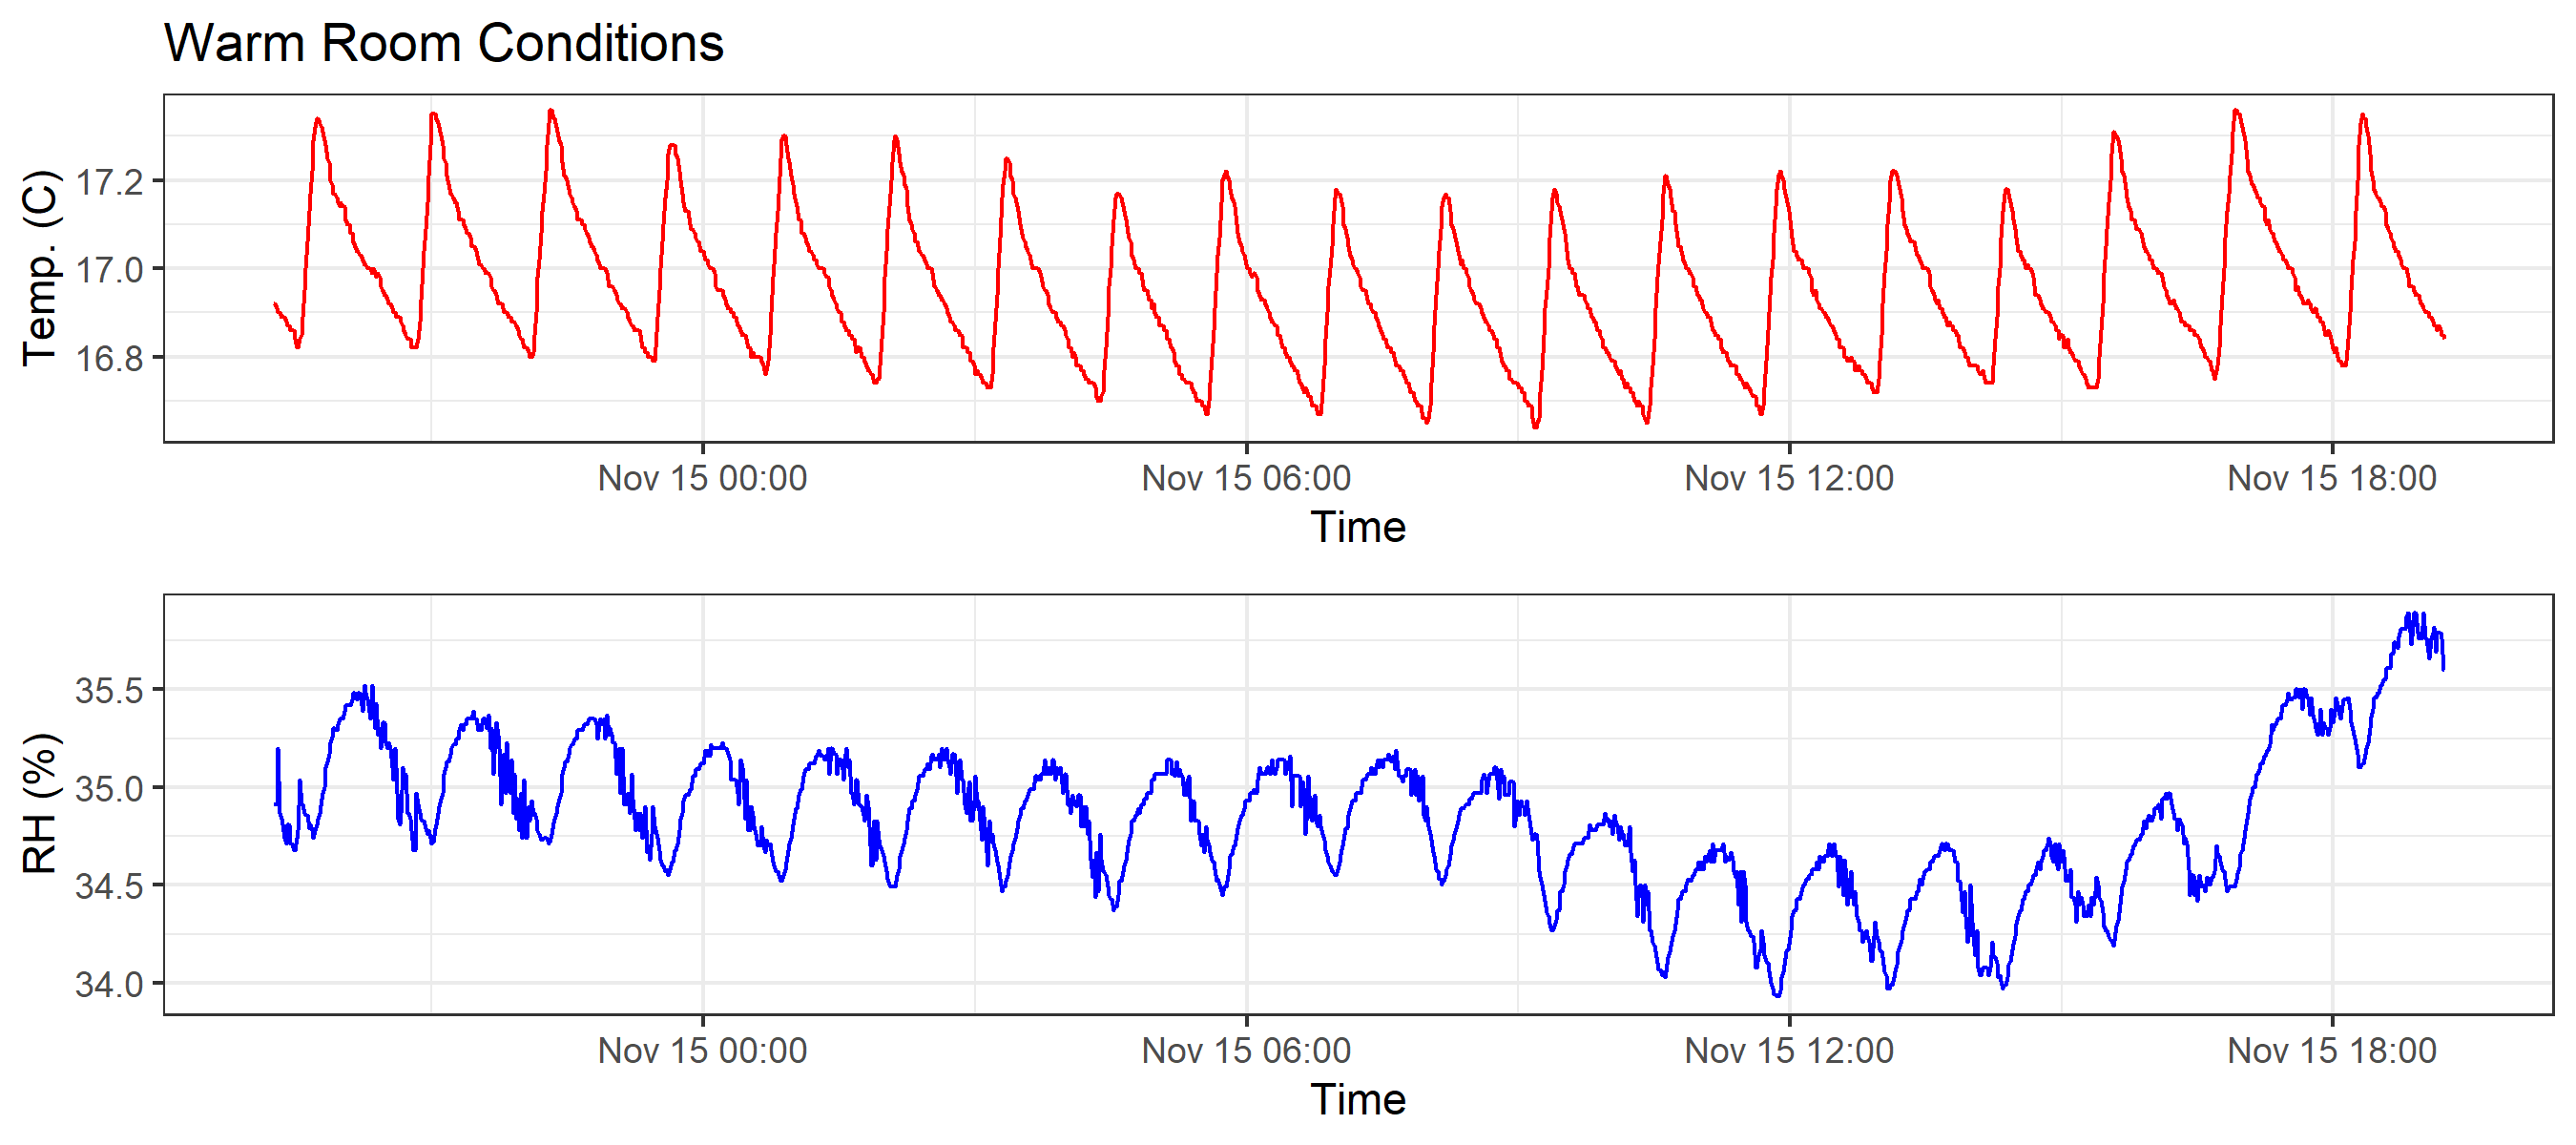 Warm Room Conditions
Temp. (C)
17.2
17.0
16.8
Nov 15 00:00 Nov 15 06:00 Nov 15 12:00 Nov 15 18:00
Time
RH (%)
35.5
35.0
34.5
34.0
Nov 15 00:00 Nov 15 06:00 Nov 15 12:00 Nov 15 18:00
Time